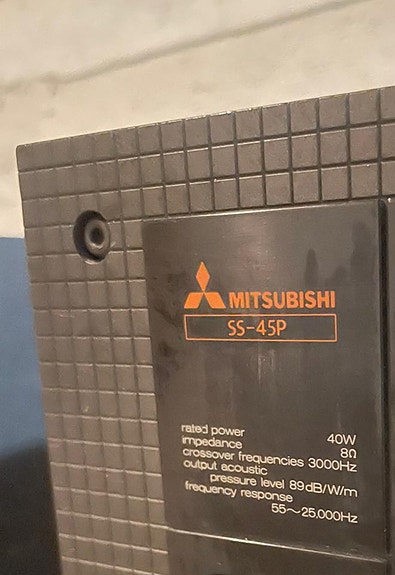 MITSUBISHI
SS-45P
rated power 40W
impedance 8Ω
crossover frequencies 3000Hz
output acoustic
pressure level 89dB/W/m
frequency response
55~25,000Hz